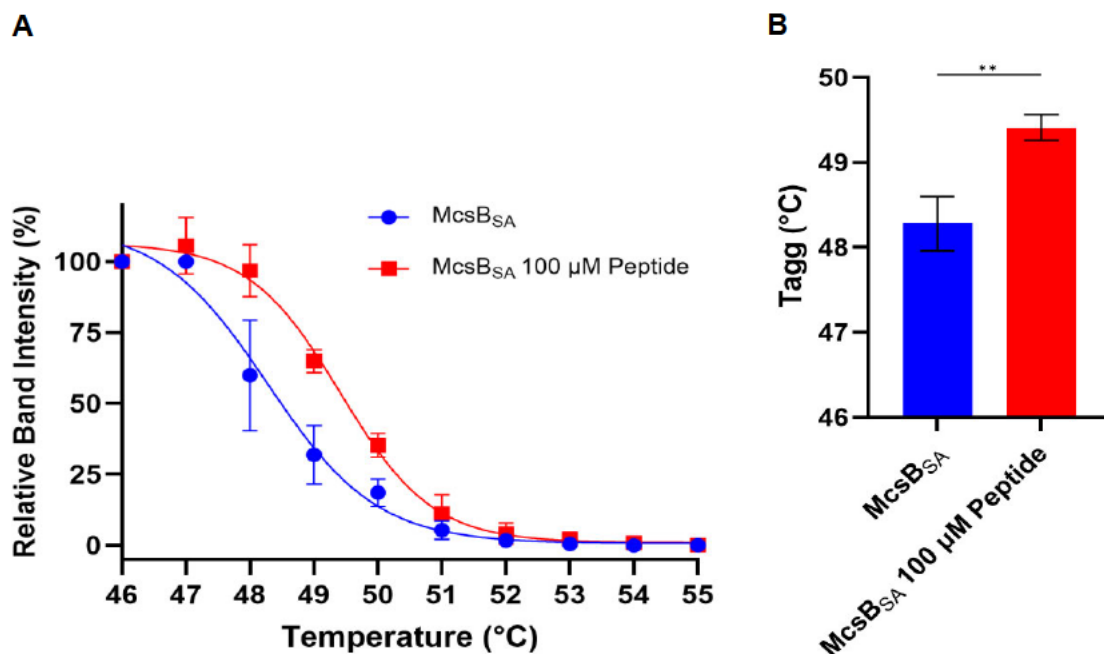 A
B
Relative Band Intensity (%)
100
75
50
25
0
McsBSA
McsBSA 100 µM Peptide
46 47 48 49 50 51 52 53 54 55
Temperature (°C)
**
Tagg (°C)
50
49
48
47
46
McsBSA
McsBSA 100 µM Peptide